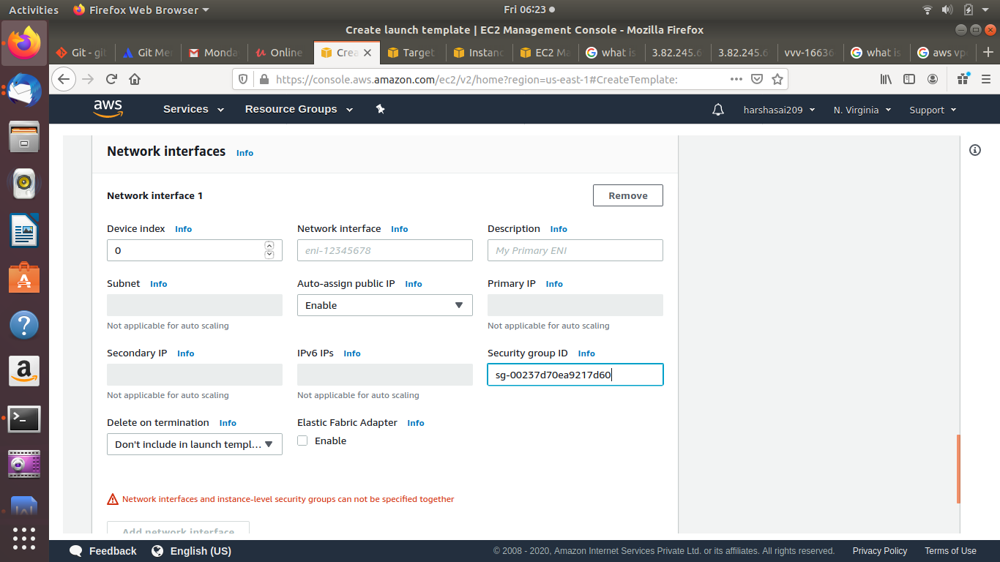 Activities Firefox Web Browser Fri 06:23
Create launch template | EC2 Management Console - Mozilla Firefox
Git - git Git Mer Monda Online Crea Target Instanc EC2 Ma what is 3.82.245.6 3.82.245.6 vvv-16636 what is aws vpc
https://console.aws.amazon.com/ec2/v2/home?region=us-east-1#CreateTemplate:
aws Services Resource Groups harshasai209 N. Virginia Support
Network interfaces Info
Network interface 1 Remove
Device index Info Network interface Info Description Info
0 eni-12345678 My Primary ENI
Subnet Info Auto-assign public IP Info Primary IP Info
Enable
Not applicable for auto scaling Not applicable for auto scaling
Secondary IP Info IPv6 IPs Info Security group ID Info
sg-00237d70ea9217d60
Not applicable for auto scaling Not applicable for auto scaling
Delete on termination Info Elastic Fabric Adapter Info
Don't include in launch templ... Enable
Network interfaces and instance-level security groups can not be specified together
Add network interface
Feedback English (US) © 2008 - 2020, Amazon Internet Services Private Ltd. or its affiliates. All rights reserved. Privacy Policy Terms of Use